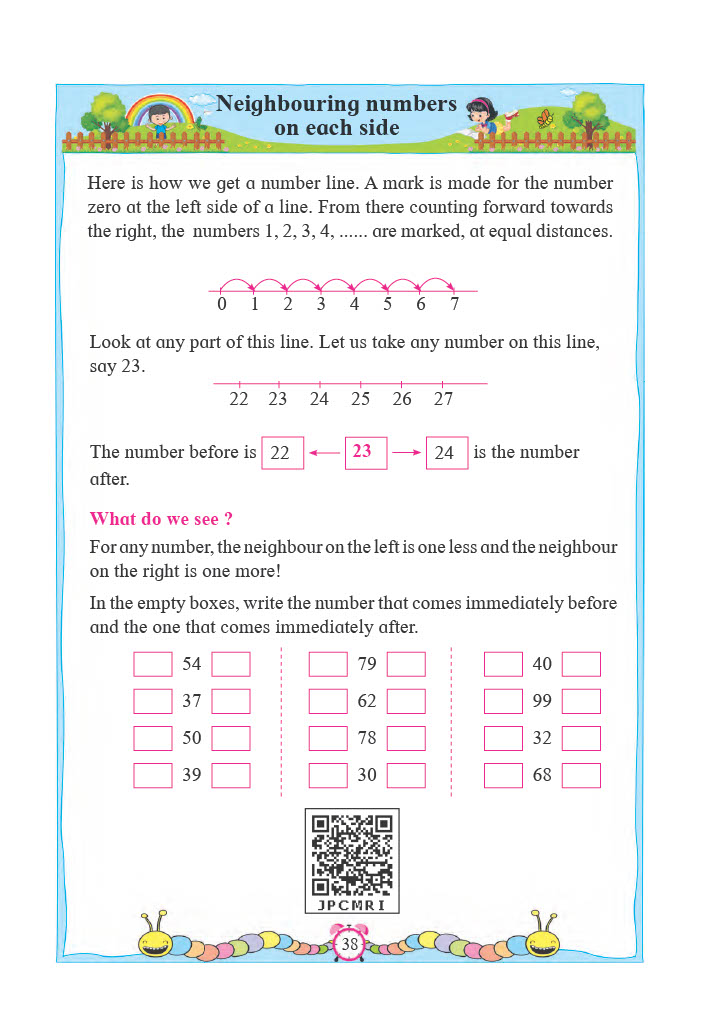 Neighbouring numbers
on each side
Here is how we get a number line. A mark is made for the number
zero at the left side of a line. From there counting forward towards
the right, the numbers 1, 2, 3, 4, ...... are marked, at equal distances.
0 1 2 3 4 5 6 7
Look at any part of this line. Let us take any number on this line,
say 23.
22 23 24 25 26 27
The number before is 22 23 24 is the number
after.
What do we see ?
For any number, the neighbour on the left is one less and the neighbour
on the right is one more!
In the empty boxes, write the number that comes immediately before
and the one that comes immediately after.
54 79 40
37 62 99
50 78 32
39 30 68
JPCMRI
38